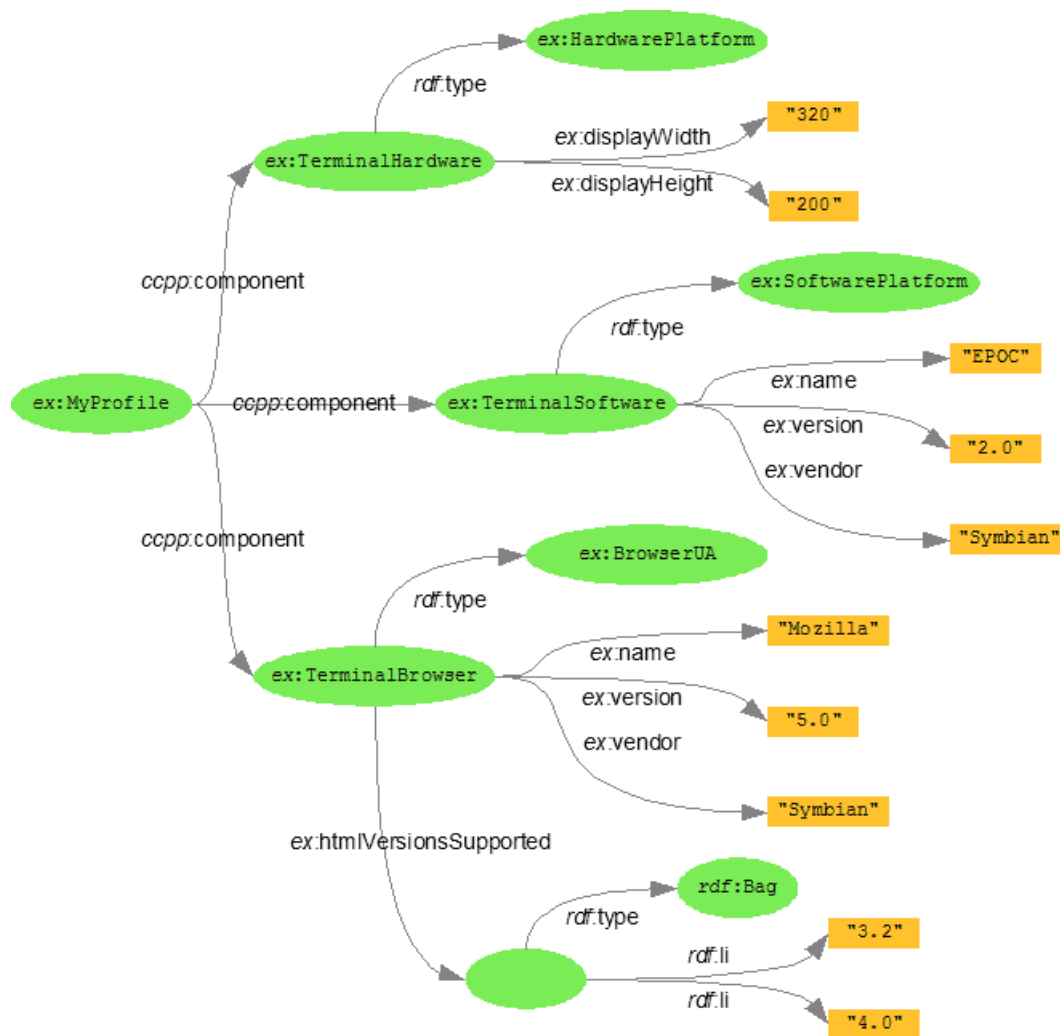 ex:HardwarePlatform
rdf:type
"320"
ex:displayWidth
ex:TerminalHardware
ex:displayHeight
"200"
ccpp:component
ex:SoftwarePlatform
rdf:type
"EPOC"
ex:name
ex:MyProfile
ccpp:component
ex:TerminalSoftware
ex:version
"2.0"
ex:vendor
"Symbian"
ccpp:component
ex:BrowserUA
rdf:type
"Mozilla"
ex:name
ex:TerminalBrowser
ex:version
"5.0"
ex:vendor
"Symbian"
ex:htmlVersionsSupported
rdf:Bag
rdf:type
"3.2"
rdf:li
rdf:li
"4.0"